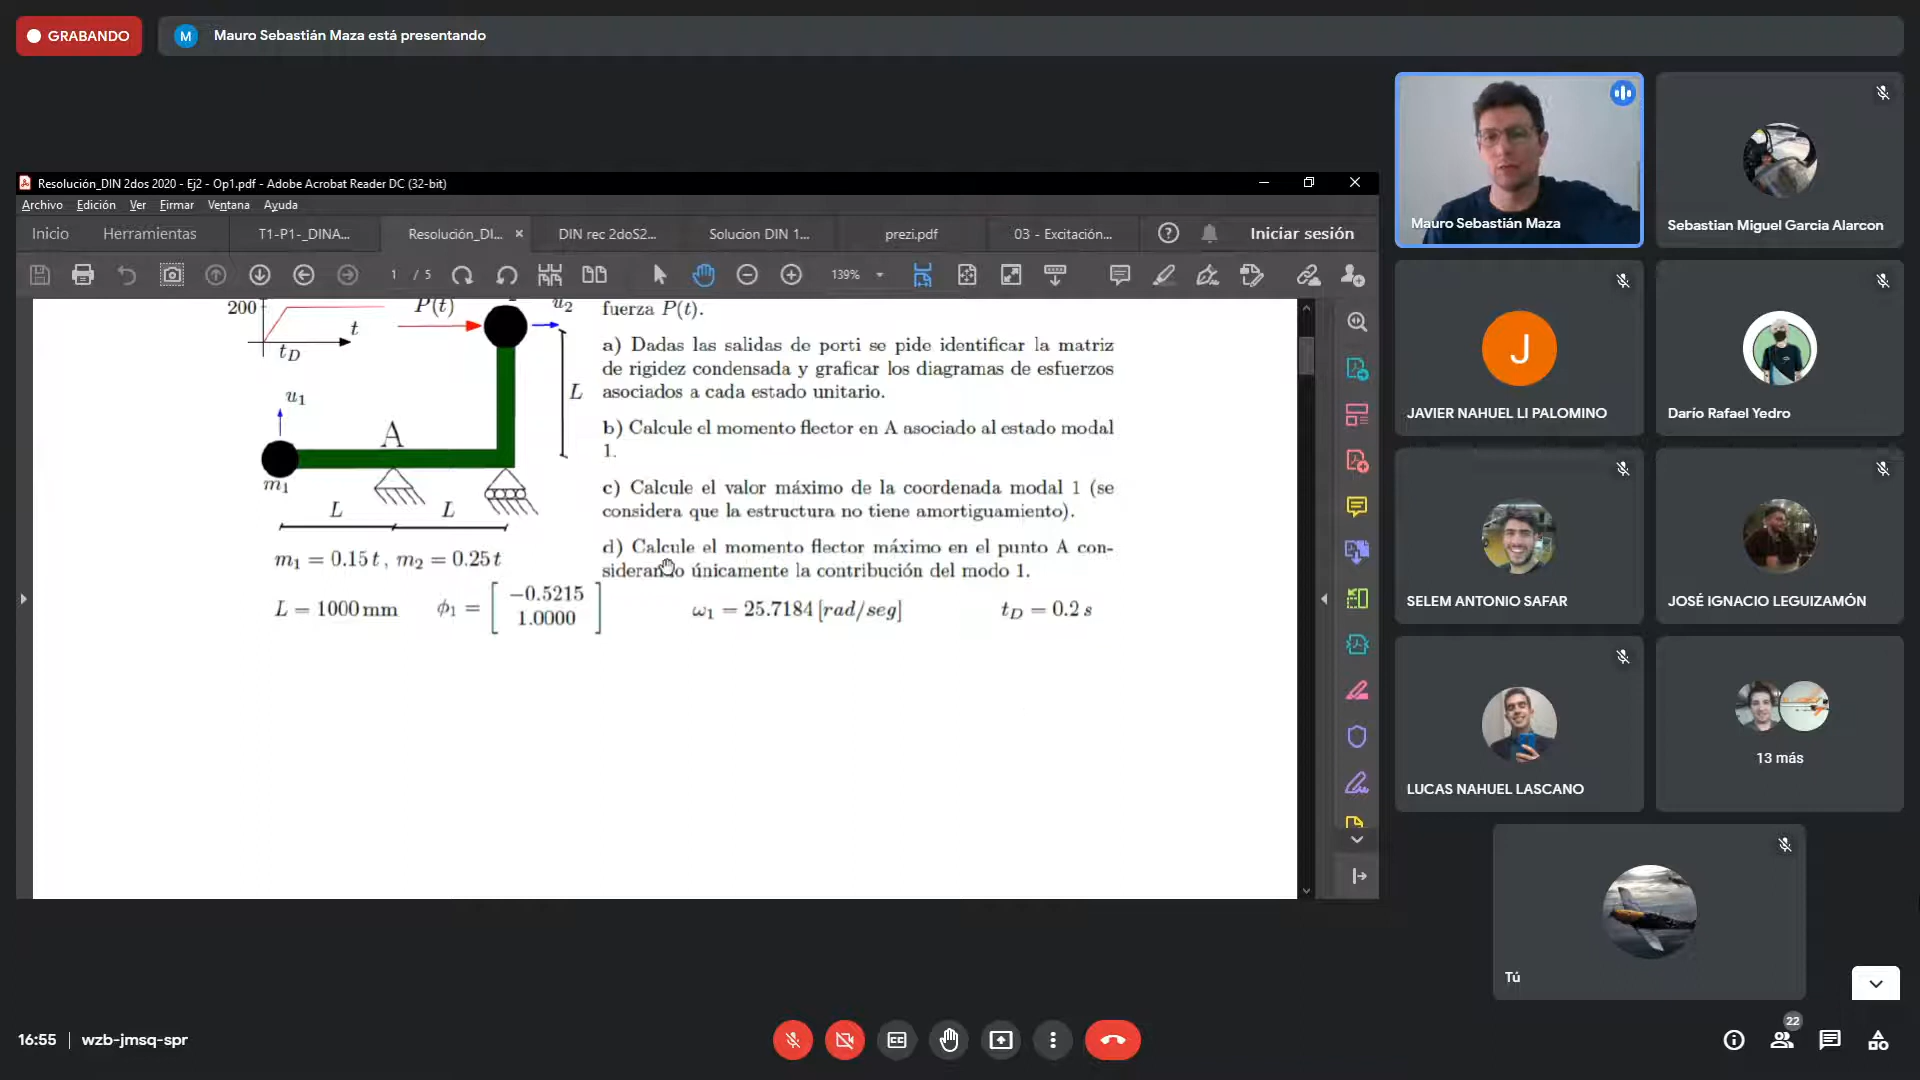 GRABANDO
M
Mauro Sebastián Maza está presentando
Resolución_DIN 2dos 2020 - Ej2 - Op1.pdf - Adobe Acrobat Reader DC (32-bit)
Archivo Edición Ver Firmar Ventana Ayuda
Inicio Herramientas T1-P1-_DINA... Resolución_DI... × DIN rec 2doS2... Solucion DIN 1... prezi.pdf 03 - Excitación... Iniciar sesión
1 / 5 139%
200 P(t) u2
t
tD
fuerza P(t).
a) Dadas las salidas de porti se pide identificar la matriz
de rigidez condensada y graficar los diagramas de esfuerzos
asociados a cada estado unitario.
u1
L
A
m1
L L
b) Calcule el momento flector en A asociado al estado modal
1.
c) Calcule el valor máximo de la coordenada modal 1 (se
considera que la estructura no tiene amortiguamiento).
d) Calcule el momento flector máximo en el punto A con-
siderando únicamente la contribución del modo 1.
m1 = 0.15 t , m2 = 0.25 t
L = 1000 mm ϕ1 = [ −0.5215 1.0000 ] ω1 = 25.7184 [rad/seg] tD = 0.2 s
Mauro Sebastián Maza
Sebastian Miguel Garcia Alarcon
J
JAVIER NAHUEL LI PALOMINO
Darío Rafael Yedro
SELEM ANTONIO SAFAR
JOSÉ IGNACIO LEGUIZAMÓN
LUCAS NAHUEL LASCANO
13 más
Tú
16:55 | wzb-jmsq-spr
22